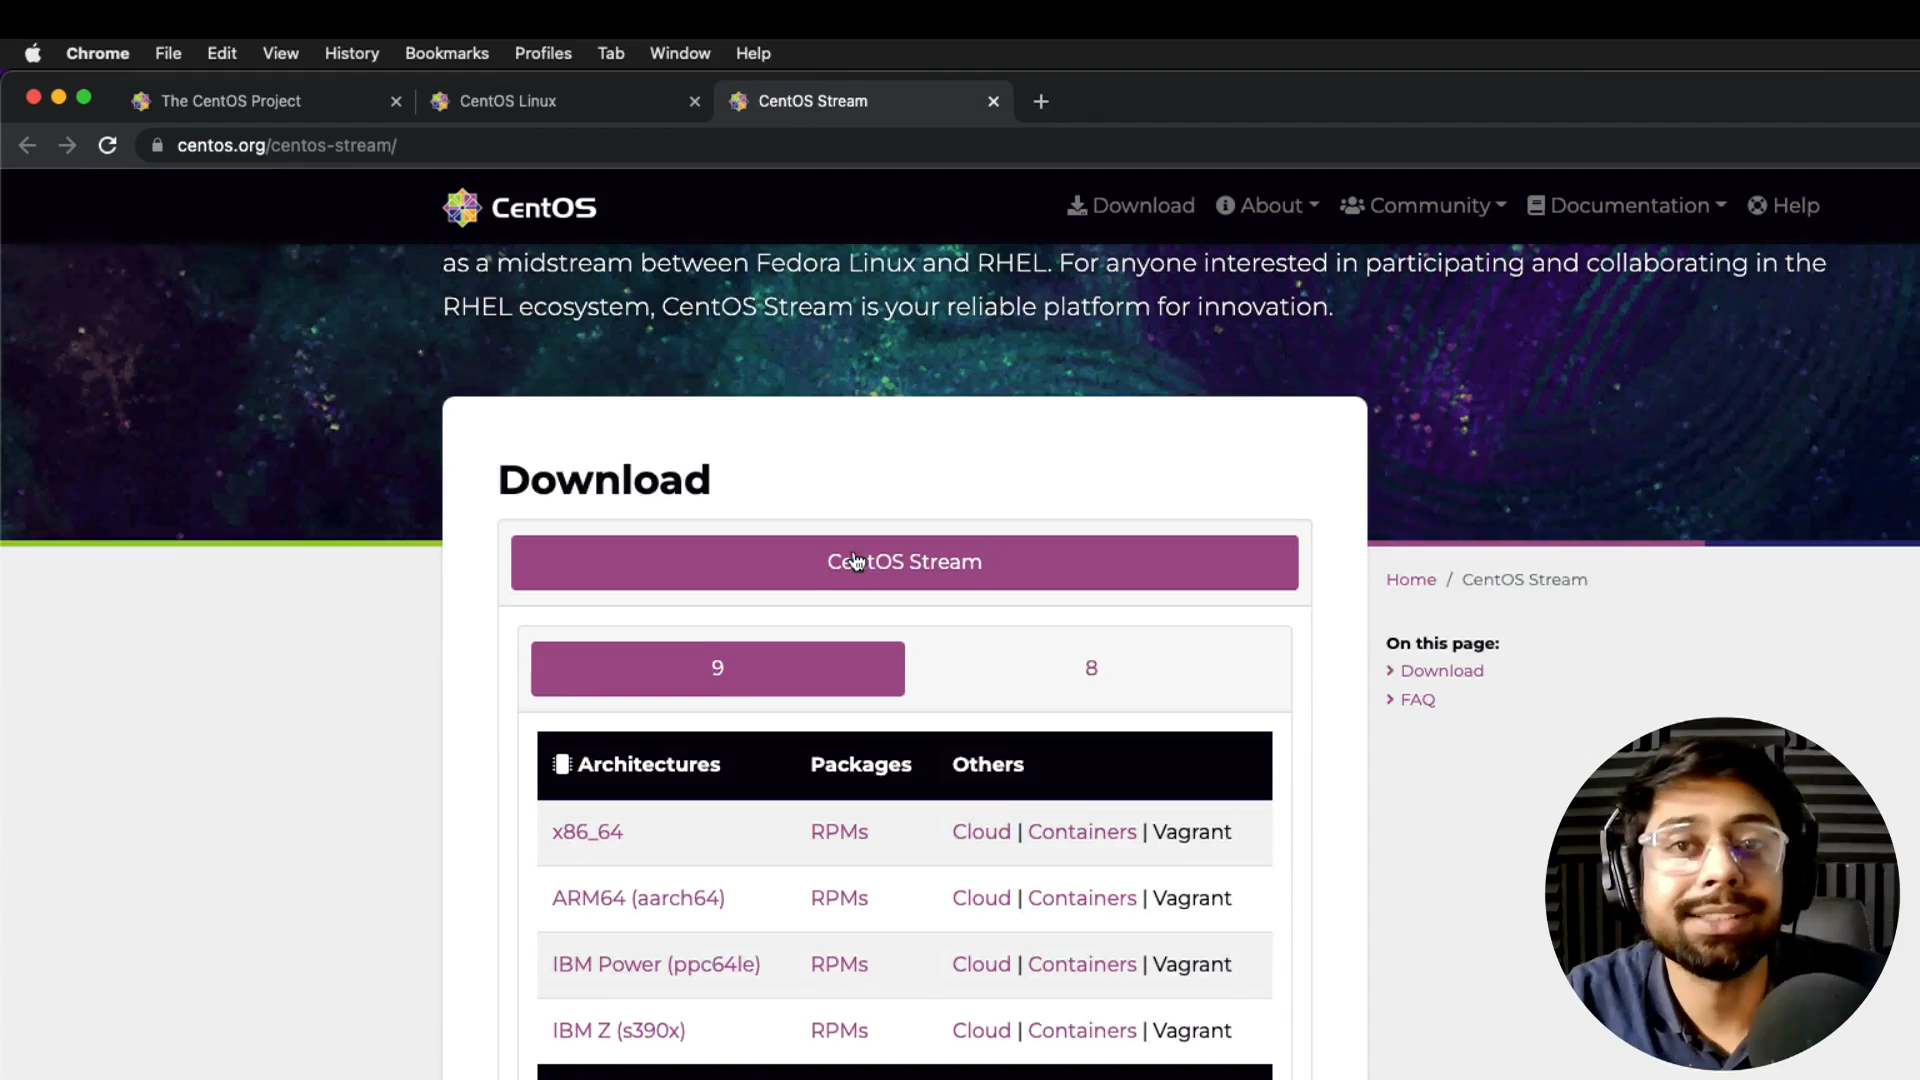 Chrome File Edit View History Bookmarks Profiles Tab Window Help
The CentOS Project
CentOS Linux
CentOS Stream
centos.org/centos-stream/
CentOS
Download About Community Documentation Help
as a midstream between Fedora Linux and RHEL. For anyone interested in participating and collaborating in the
RHEL ecosystem, CentOS Stream is your reliable platform for innovation.
Download
CentOS Stream
9
8
Architectures Packages Others
x86_64 RPMs Cloud | Containers | Vagrant
ARM64 (aarch64) RPMs Cloud | Containers | Vagrant
IBM Power (ppc64le) RPMs Cloud | Containers | Vagrant
IBM Z (s390x) RPMs Cloud | Containers | Vagrant
Home / CentOS Stream
On this page:
Download
FAQ